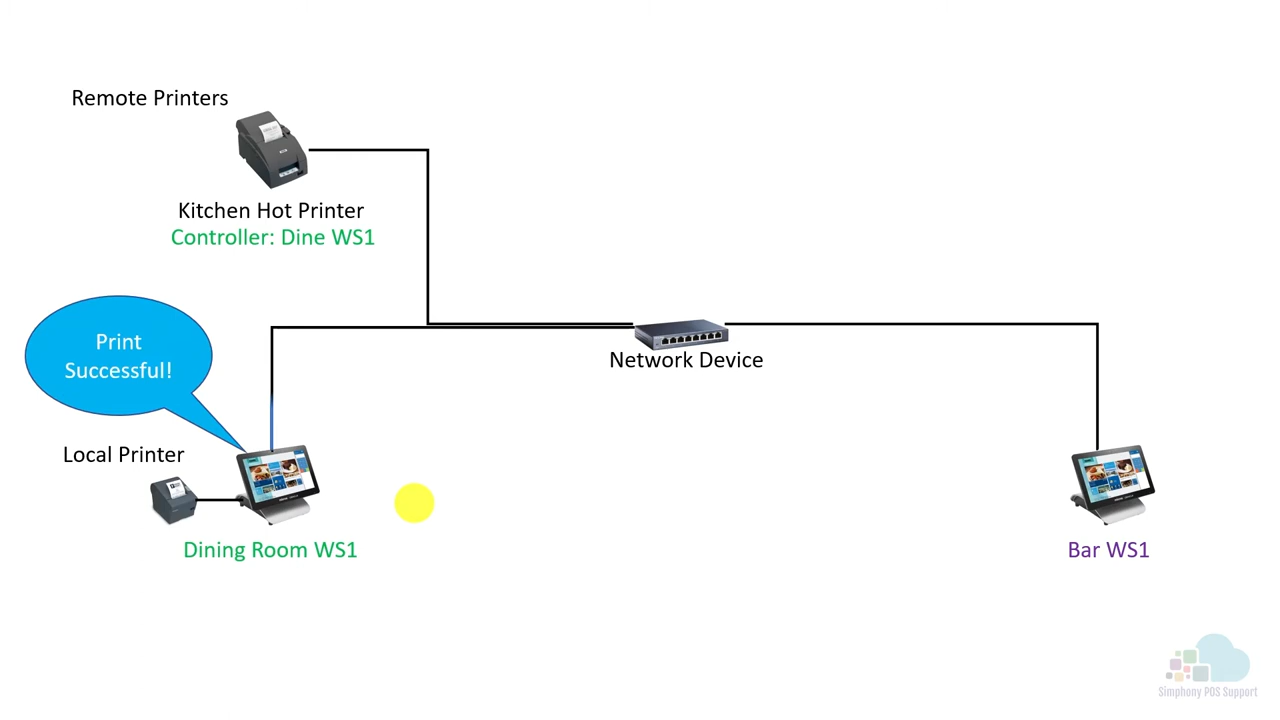 Remote Printers
Kitchen Hot Printer
Controller: Dine WS1
Print
Successful!
Network Device
Local Printer
Dining Room WS1
Bar WS1
Simphony POS Support